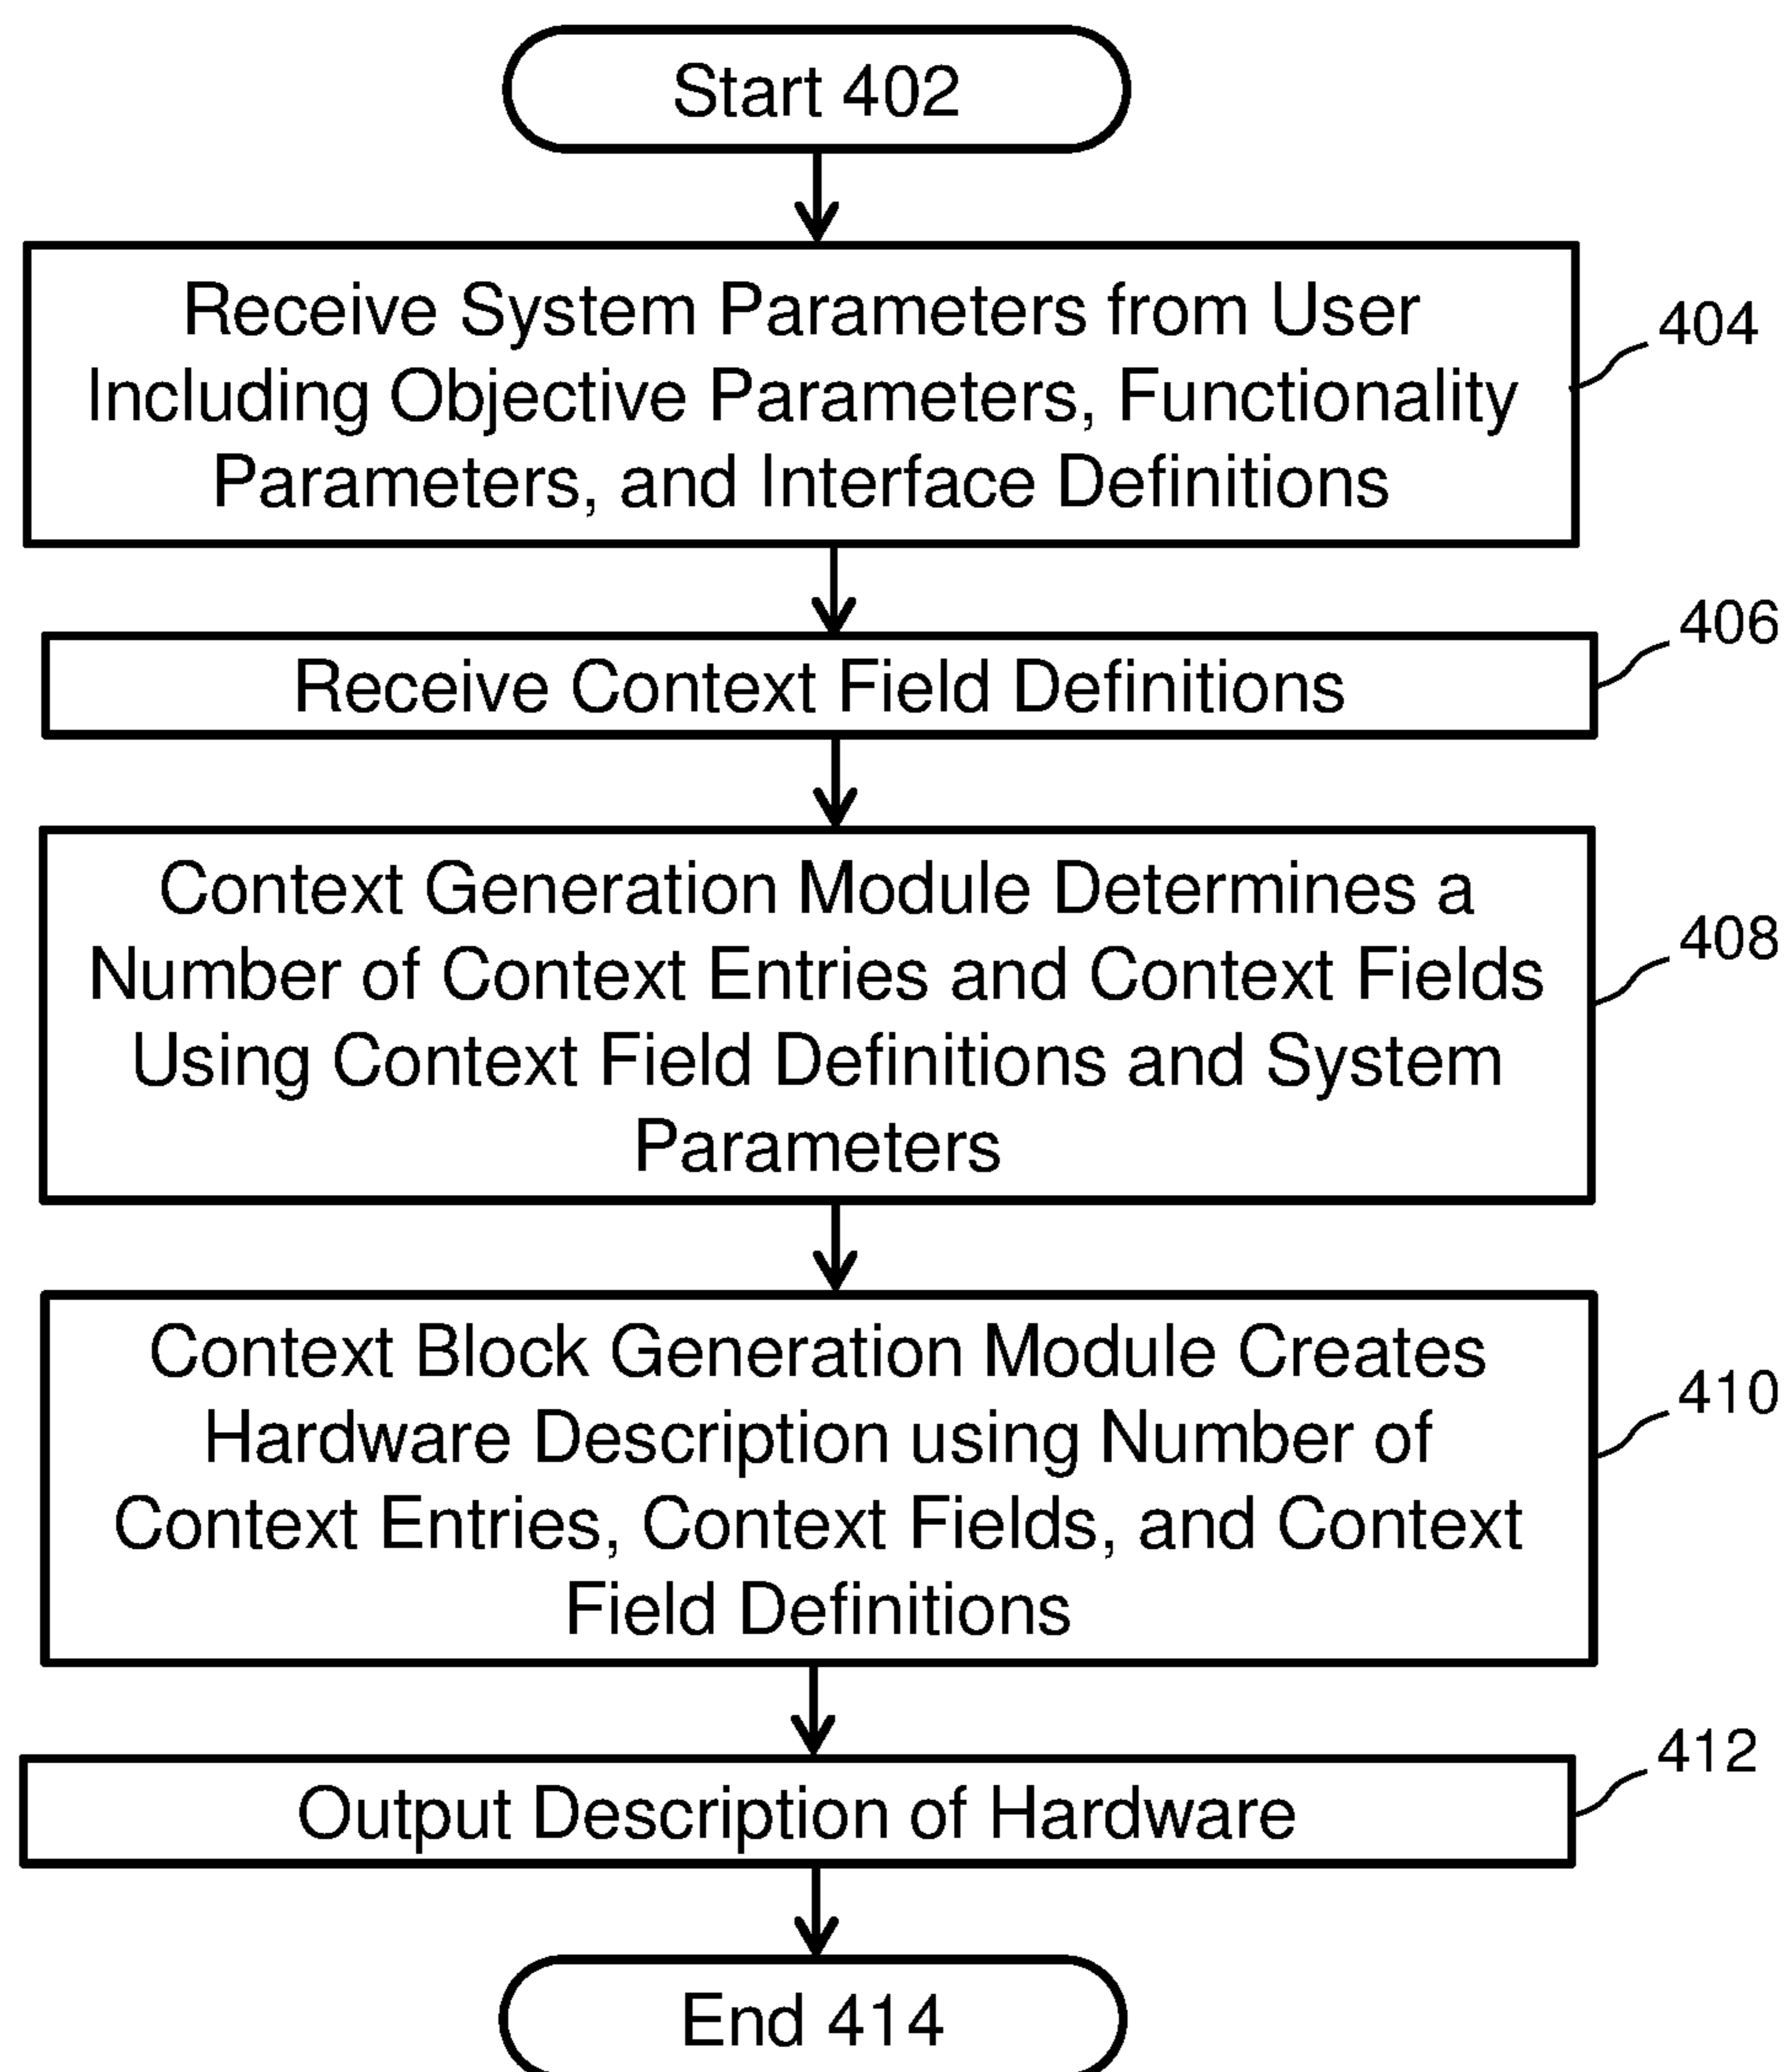 Start 402
Receive System Parameters from User
Including Objective Parameters, Functionality
Parameters, and Interface Definitions
404
Receive Context Field Definitions
406
Context Generation Module Determines a
Number of Context Entries and Context Fields
Using Context Field Definitions and System
Parameters
408
Context Block Generation Module Creates
Hardware Description using Number of
Context Entries, Context Fields, and Context
Field Definitions
410
Output Description of Hardware
412
End 414